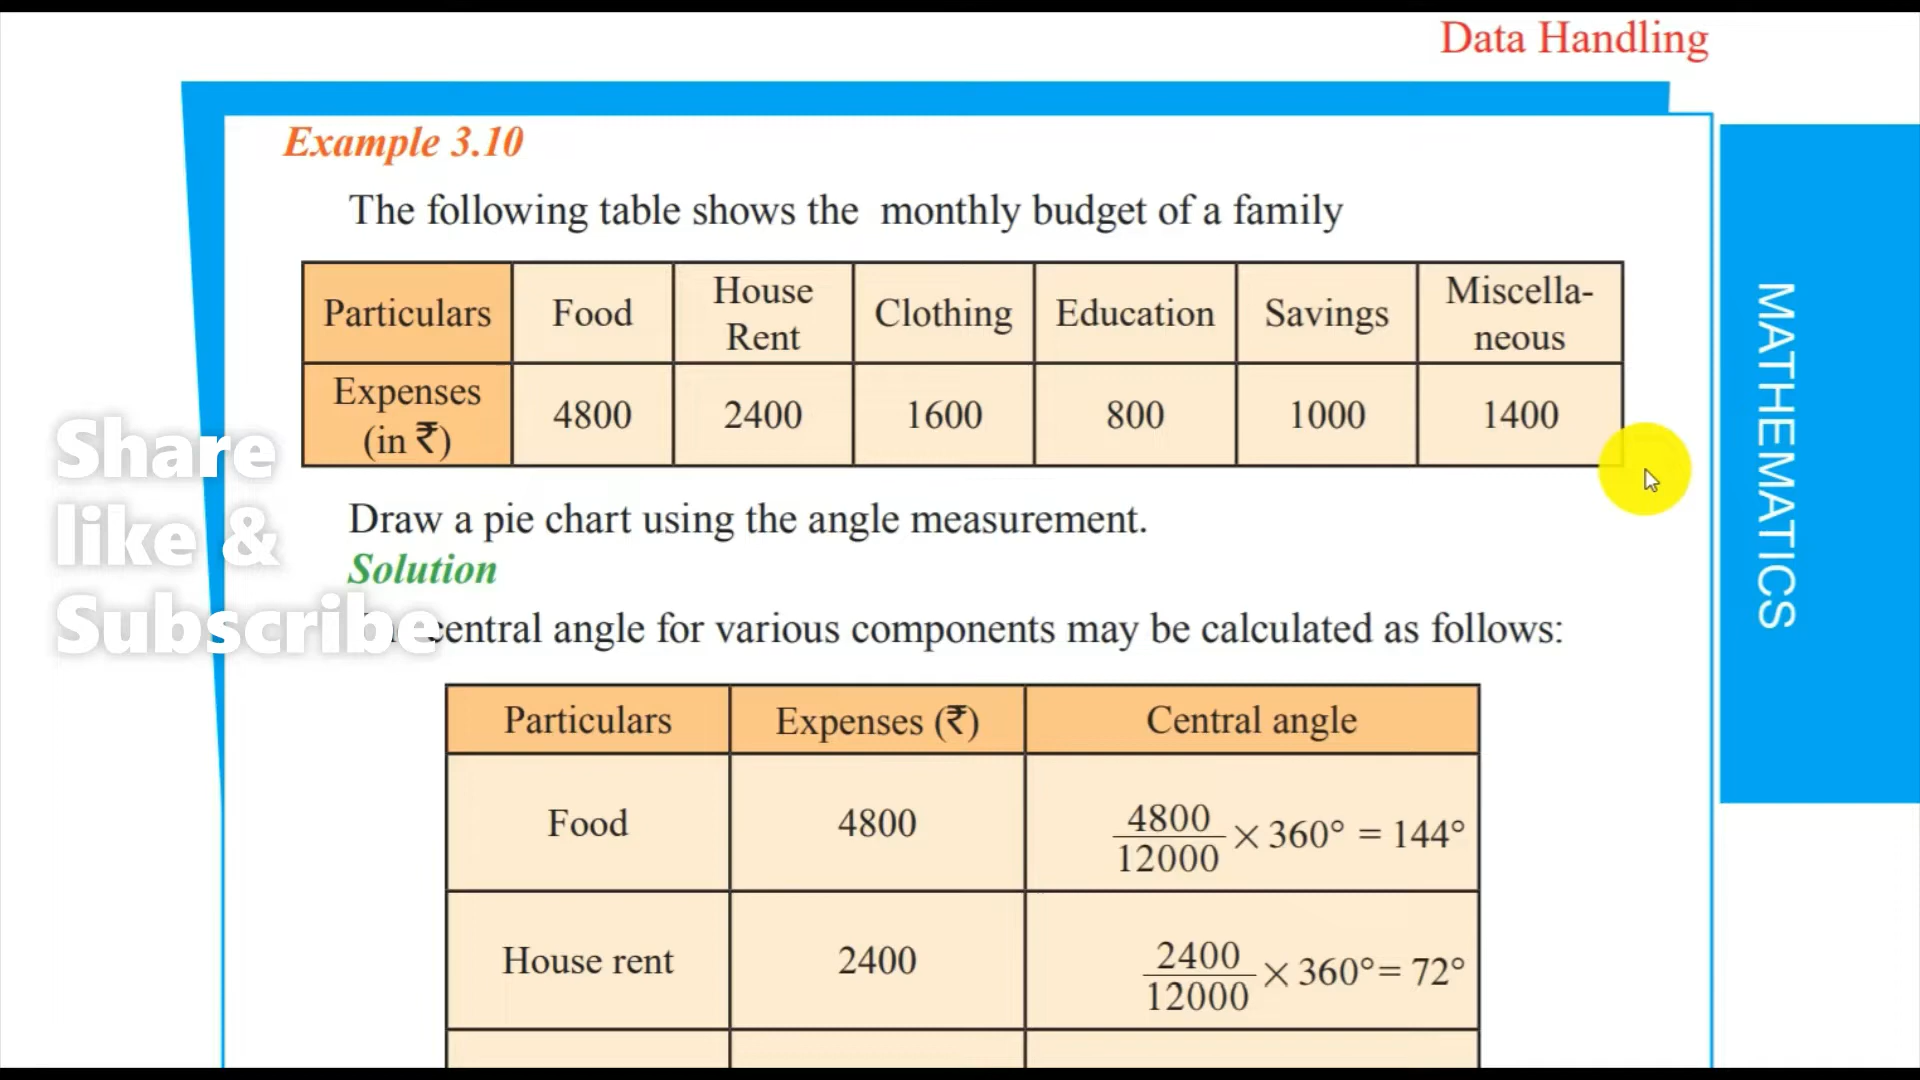 Data Handling
Example 3.10
The following table shows the monthly budget of a family
Particulars Food House Rent Clothing Education Savings Miscella-neous
Expenses (in ₹) 4800 2400 1600 800 1000 1400
Draw a pie chart using the angle measurement.
Solution
central angle for various components may be calculated as follows:
Particulars Expenses (₹) Central angle
Food 4800 4800/12000 × 360° = 144°
House rent 2400 2400/12000 × 360° = 72°
MATHEMATICS
Share
like &
Subscribe